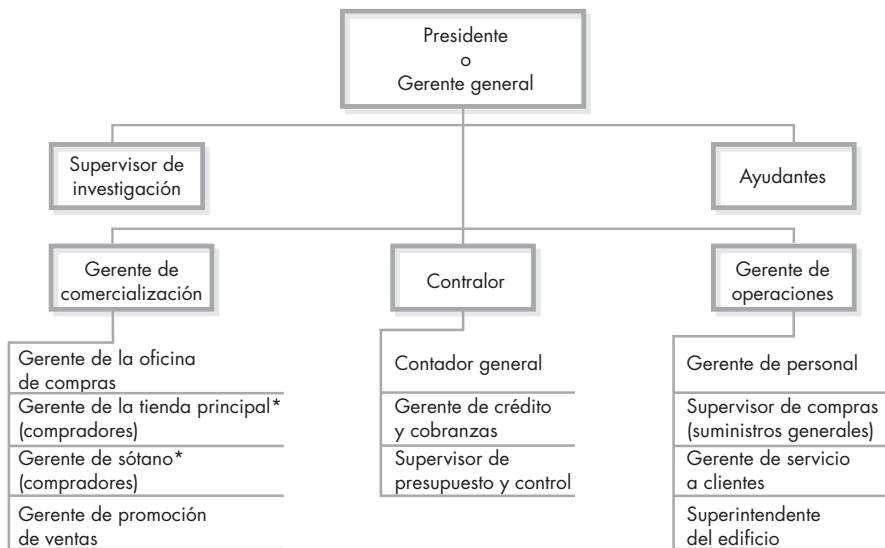 Presidente
o
Gerente general
Supervisor de
investigación
Ayudantes
Gerente de
comercialización
Contralor
Gerente de
operaciones
Gerente de la oficina
de compras
Gerente de la tienda principal*
(compradores)
Gerente de sótano*
(compradores)
Gerente de promoción
de ventas
Contador general
Gerente de crédito
y cobranzas
Supervisor de
presupuesto y control
Gerente de personal
Supervisor de compras
(suministros generales)
Gerente de servicio
a clientes
Superintendente
del edificio